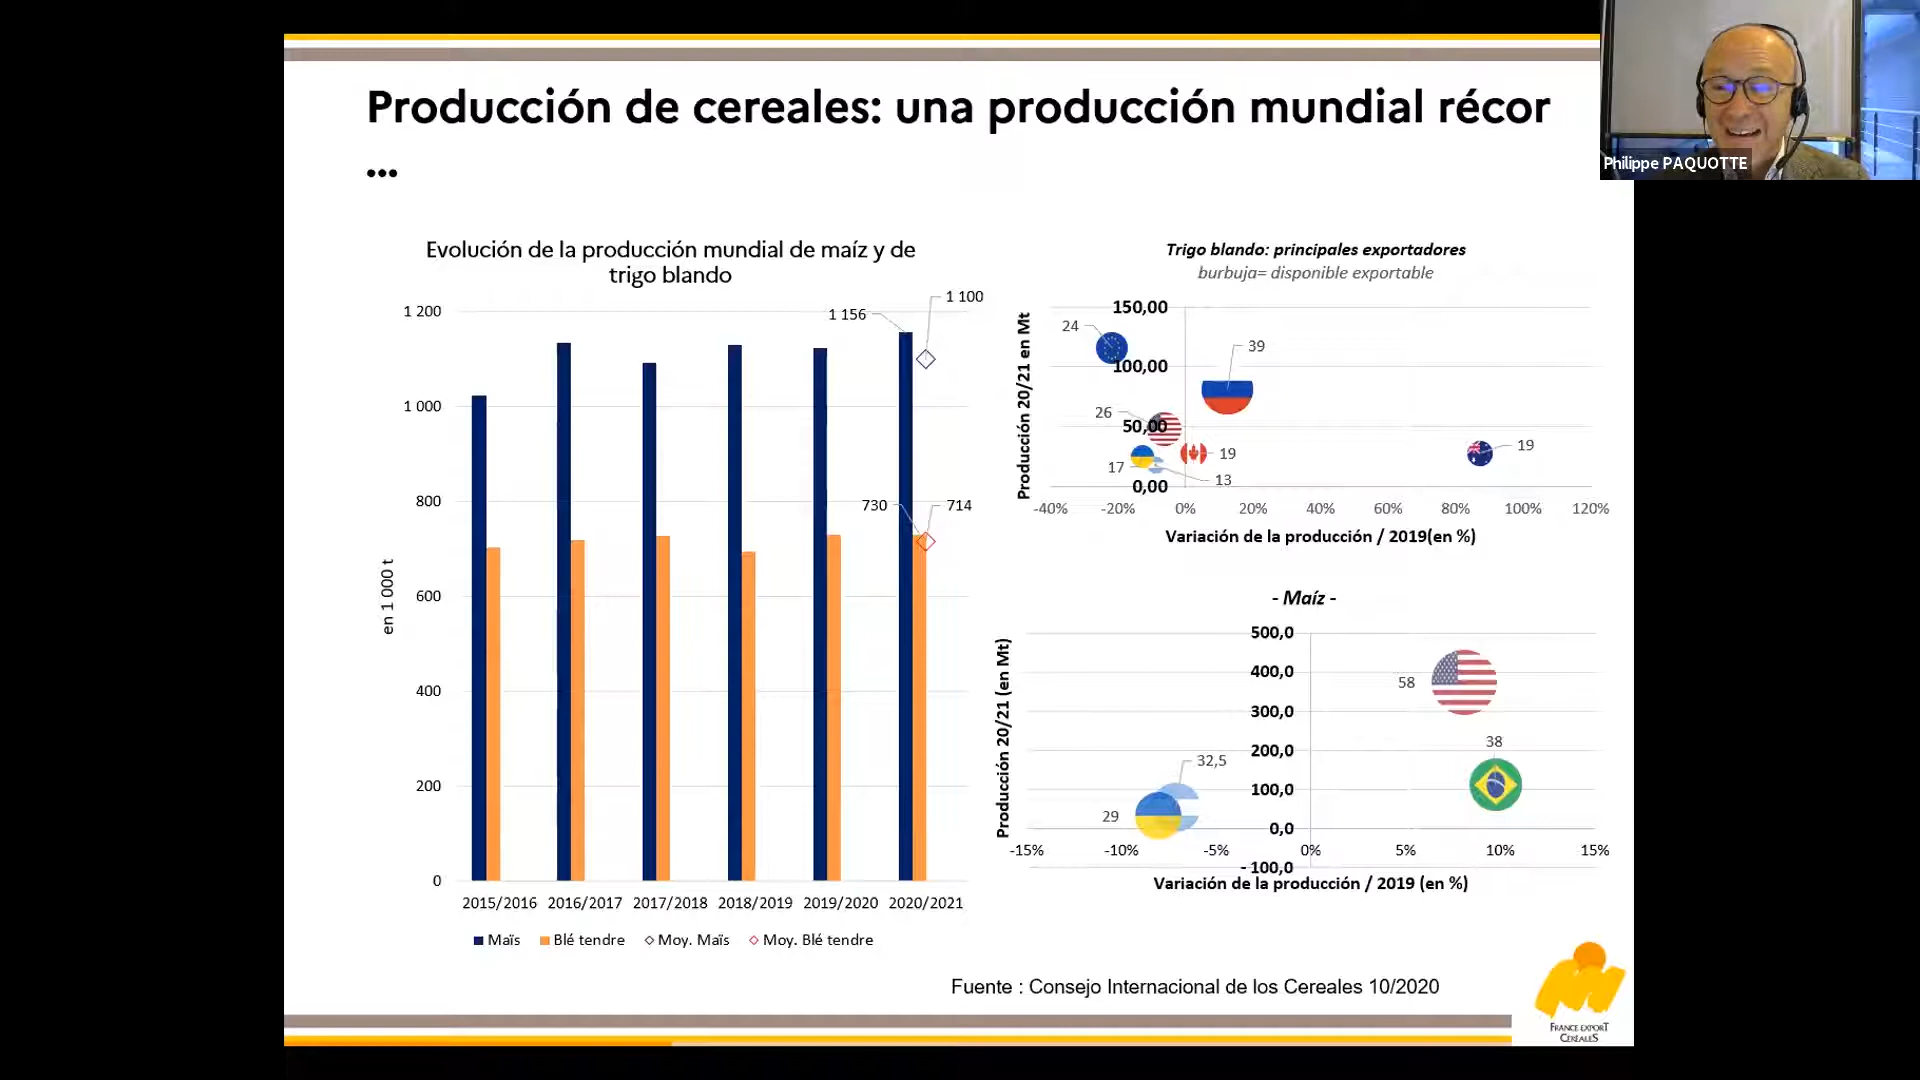 Philippe PAQUOTTE
Producción de cereales: una producción mundial récor
...
Evolución de la producción mundial de maíz y de
trigo blando
en 1 000 t
1 200
1 000
800
600
400
200
0
1 156
1 100
730
714
2015/2016 2016/2017 2017/2018 2018/2019 2019/2020 2020/2021
Maïs Blé tendre Moy. Maïs Moy. Blé tendre
Trigo blando: principales exportadores
burbuja= disponible exportable
Producción 20/21 en Mt
150,00
100,00
50,00
0,00
24
39
26
19
17
19
13
-40% -20% 0% 20% 40% 60% 80% 100% 120%
Variación de la producción / 2019(en %)
- Maíz -
Producción 20/21 (en Mt)
500,0
400,0
300,0
200,0
100,0
0,0
- 100,0
58
38
32,5
29
-15% -10% -5% 0% 5% 10% 15%
Variación de la producción / 2019 (en %)
Fuente : Consejo Internacional de los Cereales 10/2020
FRANCE EXPORT
CEREALES